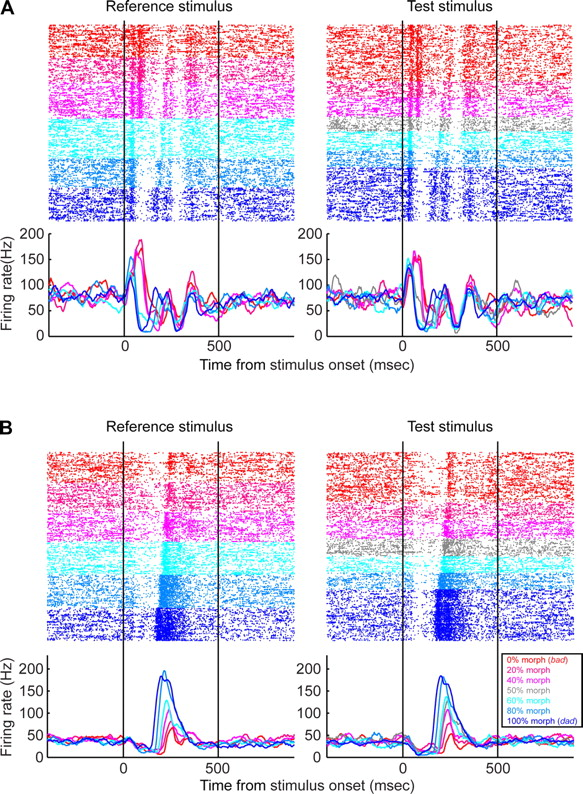 A
Reference stimulus
Test stimulus
Firing rate(Hz)
200
150
100
50
0
200
150
100
50
0
0
500
0
500
Time from stimulus onset (msec)
B
Reference stimulus
Test stimulus
Firing rate (Hz)
200
150
100
50
0
200
150
100
50
0
0% morph (bad)
20% morph
40% morph
50% morph
60% morph
80% morph
100% morph (dad)
0
500
0
500
Time from stimulus onset (msec)